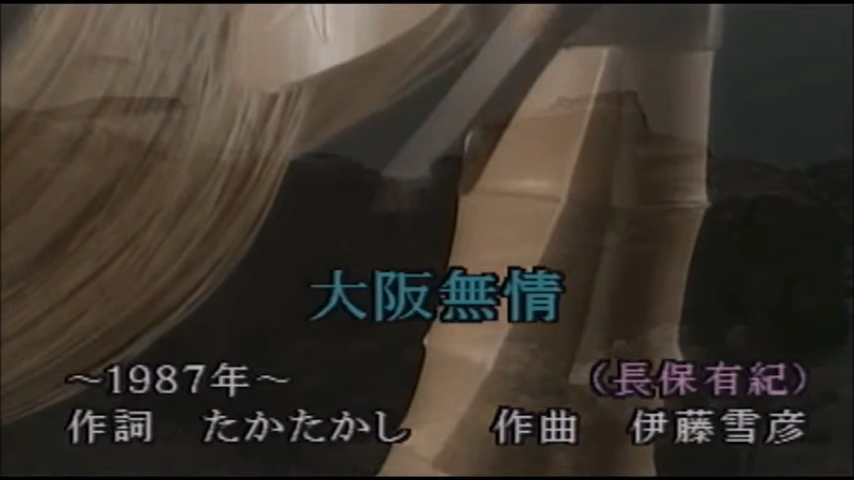 大阪無情
～1987年～ （長保有紀）
作詞 たかたかし 作曲 伊藤雪彦